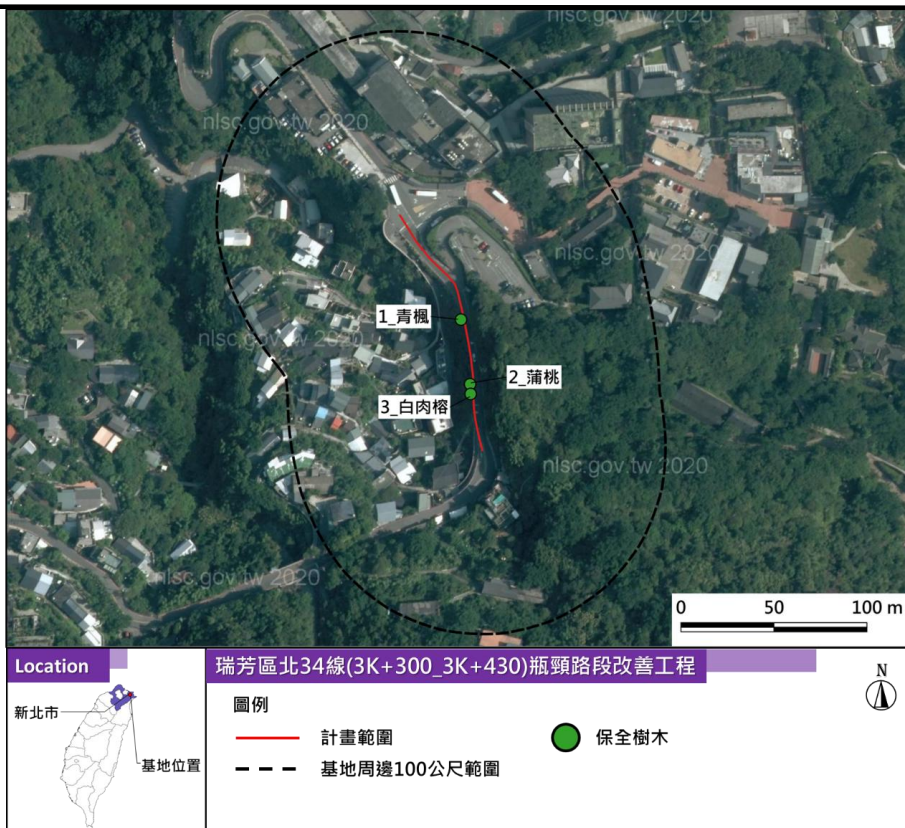 nlsc.gov.tw 2020
nlsc.gov.tw 2020
1_青楓
nlsc.gov.tw 2020
nlsc.gov.tw 2020
2_蒲桃
3_白肉榕
nlsc.gov.tw 2020
nlsc.gov.tw 2020
0 50 100 m
Location
瑞芳區北34線(3K+300_3K+430)瓶頸路段改善工程
N
新北市
基地位置
圖例
計畫範圍
保全樹木
基地周邊100公尺範圍